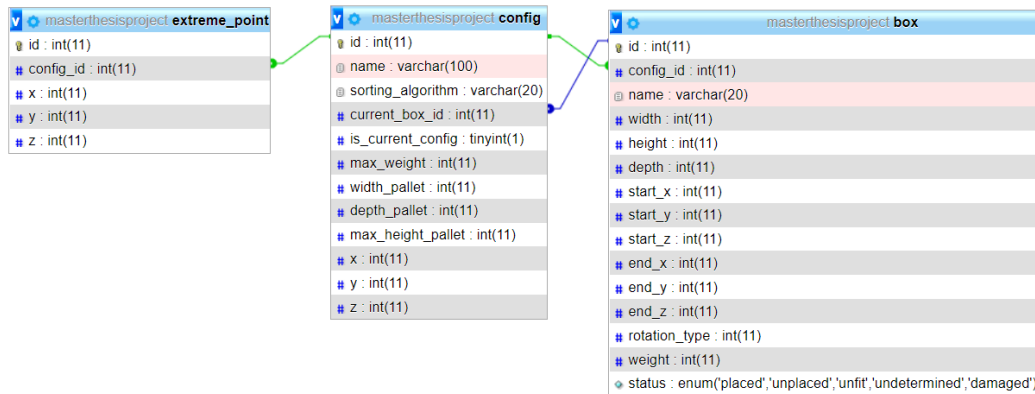 v masterthesisproject extreme_point
id : int(11)
# config_id : int(11)
# x : int(11)
# y : int(11)
# z : int(11)
v masterthesisproject config
id : int(11)
name : varchar(100)
sorting_algorithm : varchar(20)
# current_box_id : int(11)
# is_current_config : tinyint(1)
# max_weight : int(11)
# width_pallet : int(11)
# depth_pallet : int(11)
# max_height_pallet : int(11)
# x : int(11)
# y : int(11)
# z : int(11)
v masterthesisproject box
id : int(11)
# config_id : int(11)
name : varchar(20)
# width : int(11)
# height : int(11)
# depth : int(11)
# start_x : int(11)
# start_y : int(11)
# start_z : int(11)
# end_x : int(11)
# end_y : int(11)
# end_z : int(11)
# rotation_type : int(11)
# weight : int(11)
status : enum('placed','unplaced','unfit','undetermined','damaged')